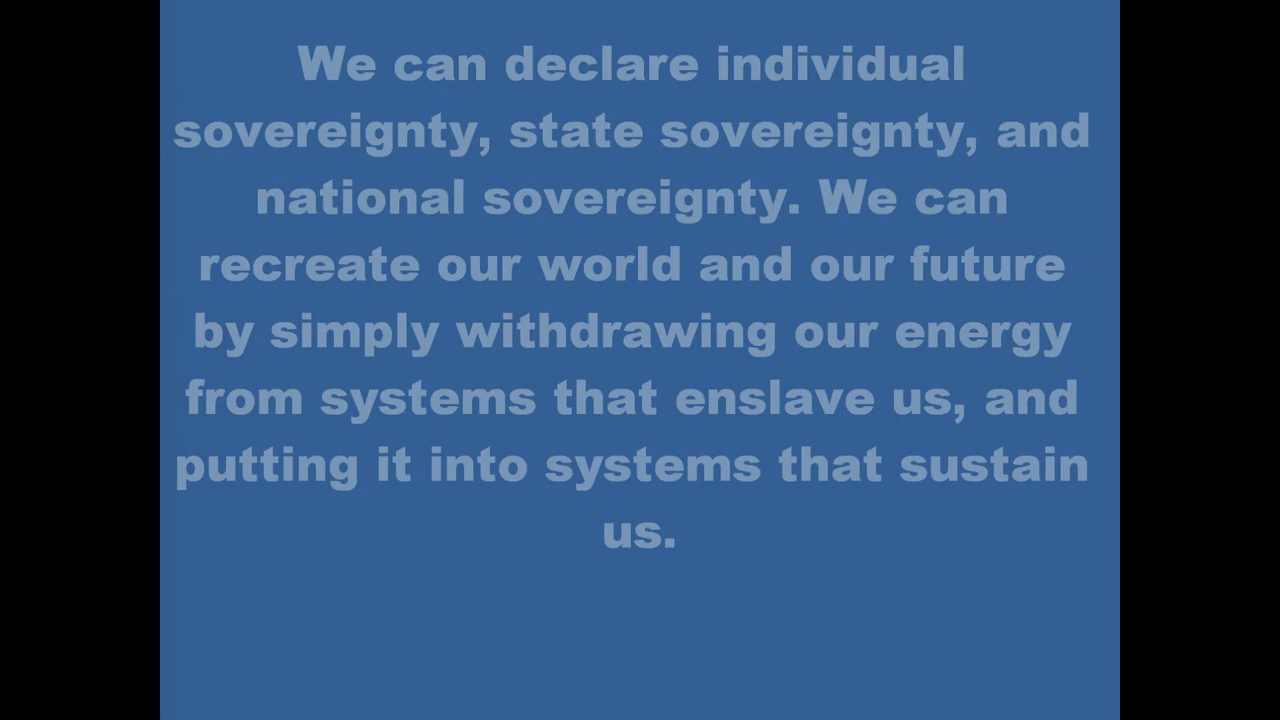 We can declare individual
sovereignty, state sovereignty, and
national sovereignty. We can
recreate our world and our future
by simply withdrawing our energy
from systems that enslave us, and
putting it into systems that sustain
us.